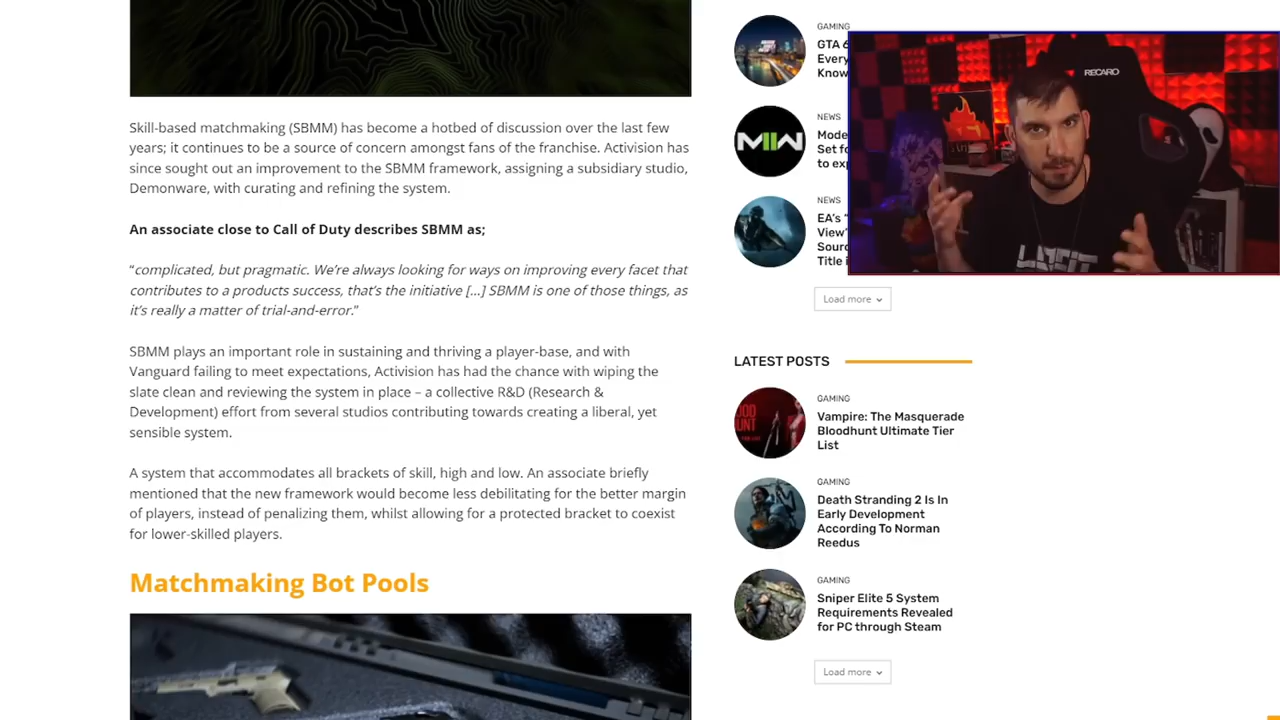 Skill-based matchmaking (SBMM) has become a hotbed of discussion over the last few
years; it continues to be a source of concern amongst fans of the franchise. Activision has
since sought out an improvement to the SBMM framework, assigning a subsidiary studio,
Demonware, with curating and refining the system.
An associate close to Call of Duty describes SBMM as;
“complicated, but pragmatic. We’re always looking for ways on improving every facet that
contributes to a products success, that’s the initiative [...] SBMM is one of those things, as
it’s really a matter of trial-and-error.”
SBMM plays an important role in sustaining and thriving a player-base, and with
Vanguard failing to meet expectations, Activision has had the chance with wiping the
slate clean and reviewing the system in place – a collective R&D (Research &
Development) effort from several studios contributing towards creating a liberal, yet
sensible system.
A system that accommodates all brackets of skill, high and low. An associate briefly
mentioned that the new framework would become less debilitating for the better margin
of players, instead of penalizing them, whilst allowing for a protected bracket to coexist
for lower-skilled players.
Matchmaking Bot Pools
GAMING
GTA 6
Every
Know
NEWS
MIIW
Mode
Set fo
to exp
NEWS
EA’s “
View”
Sourc
Title i
RECARO
Load more
LATEST POSTS
GAMING
Vampire: The Masquerade
Bloodhunt Ultimate Tier
List
GAMING
Death Stranding 2 Is In
Early Development
According To Norman
Reedus
GAMING
Sniper Elite 5 System
Requirements Revealed
for PC through Steam
Load more